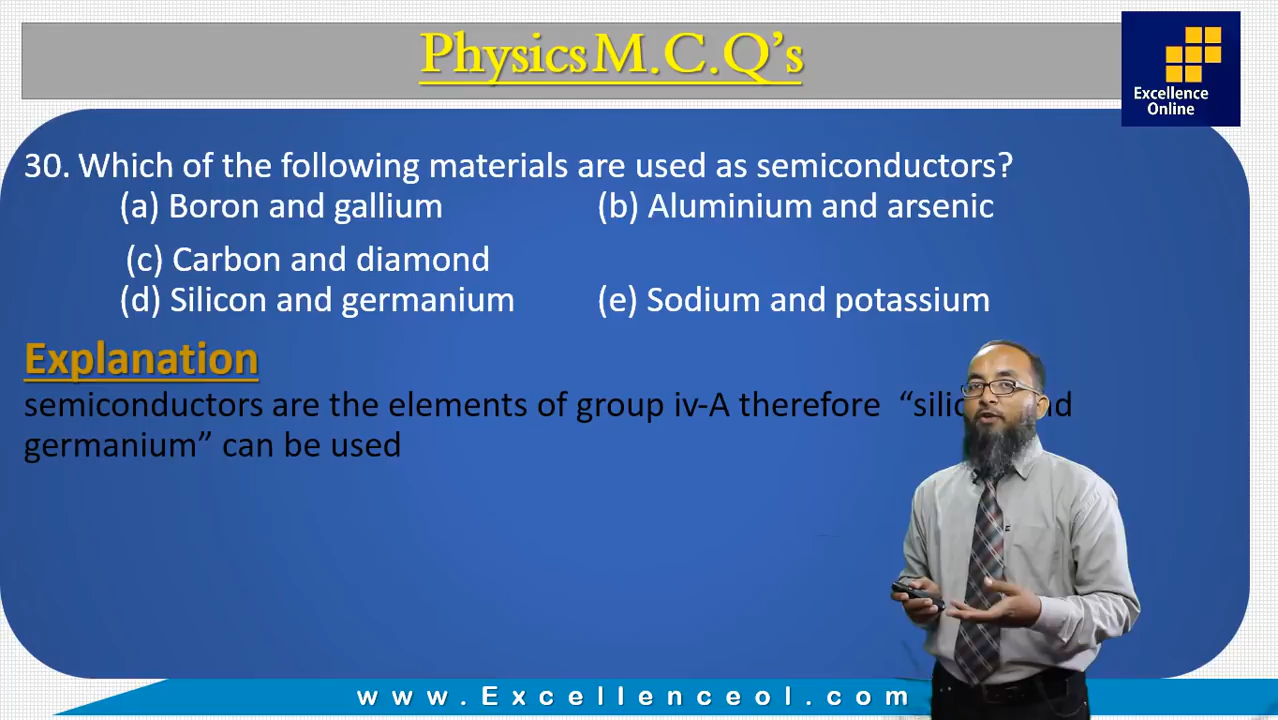 Physics M.C.Q's
Excellence
Online
30. Which of the following materials are used as semiconductors?
(a) Boron and gallium (b) Aluminium and arsenic
(c) Carbon and diamond
(d) Silicon and germanium (e) Sodium and potassium
Explanation
semiconductors are the elements of group iv-A therefore “
germanium” can be used
www.Excellenceol.com